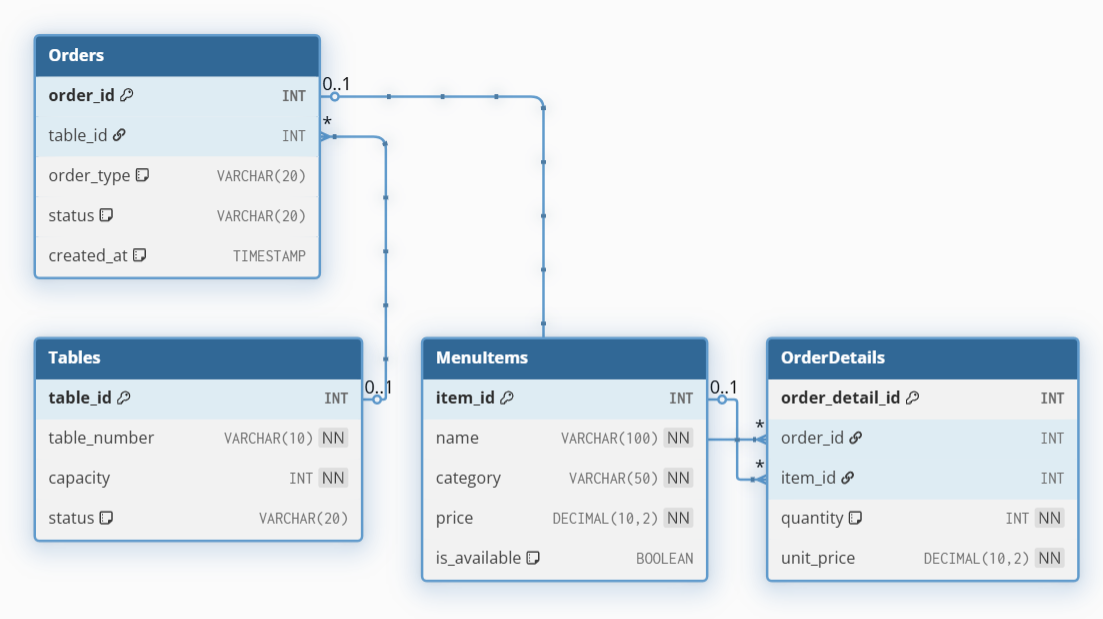 Orders
order_id INT
table_id INT
order_type VARCHAR(20)
status VARCHAR(20)
created_at TIMESTAMP
0..1
*
Tables
table_id INT
table_number VARCHAR(10) NN
capacity INT NN
status VARCHAR(20)
0..1
MenuItems
item_id INT
name VARCHAR(100) NN
category VARCHAR(50) NN
price DECIMAL(10,2) NN
is_available BOOLEAN
0..1
*
*
OrderDetails
order_detail_id INT
order_id INT
item_id INT
quantity INT NN
unit_price DECIMAL(10,2) NN